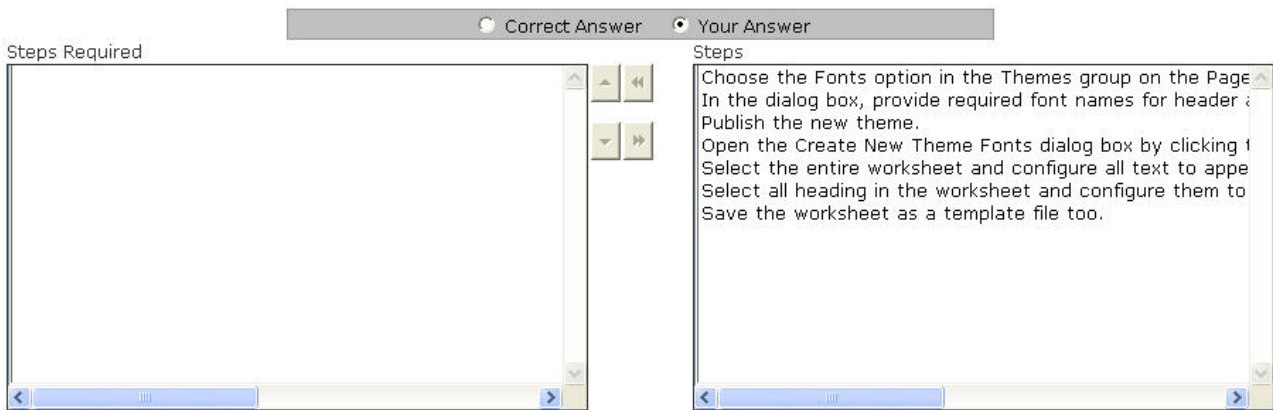 Correct Answer Your Answer
Steps Required
Steps
Choose the Fonts option in the Themes group on the Page
In the dialog box, provide required font names for header
Publish the new theme.
Open the Create New Theme Fonts dialog box by clicking
Select the entire worksheet and configure all text to appe
Select all heading in the worksheet and configure them to
Save the worksheet as a template file too.